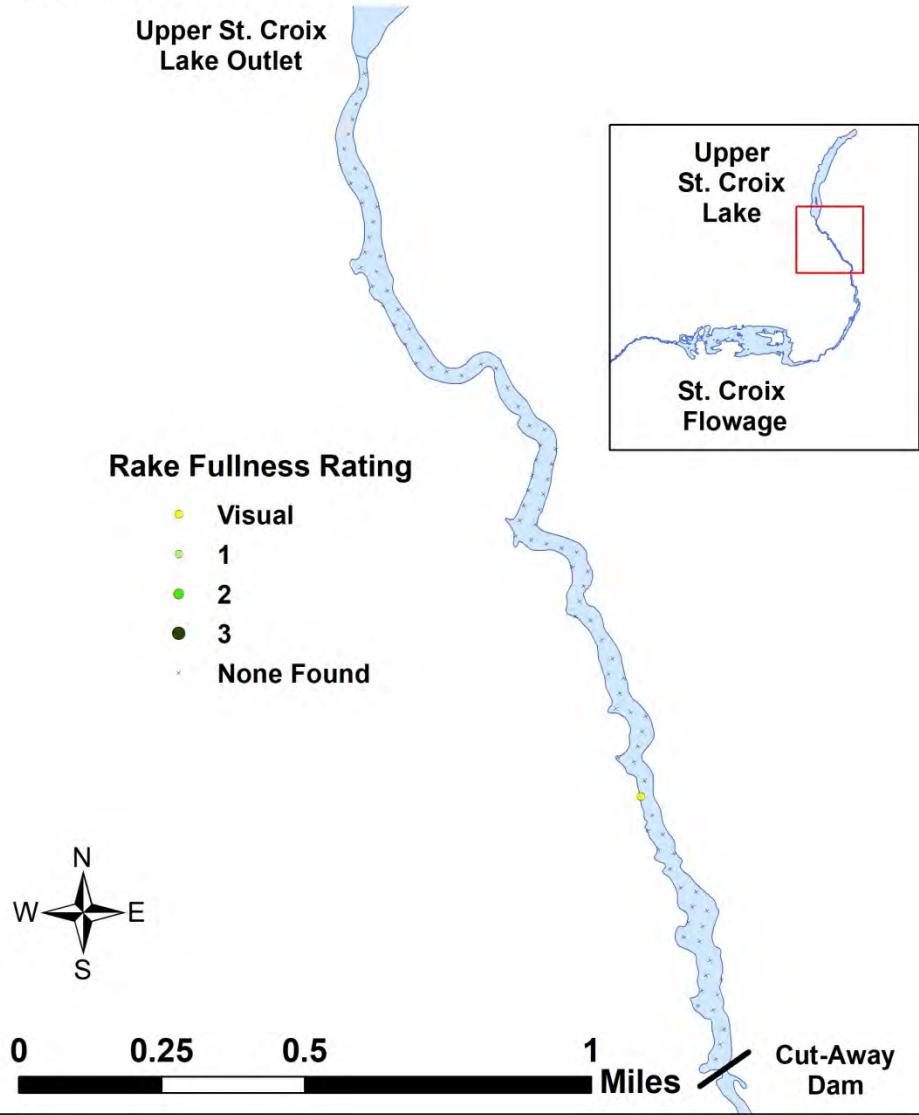 Upper St. Croix
Lake Outlet
Upper
St. Croix
Lake
St. Croix
Flowage
Rake Fullness Rating
Visual
1
2
3
None Found
N
W E
S
0 0.25 0.5 1 Miles
Cut-Away
Dam